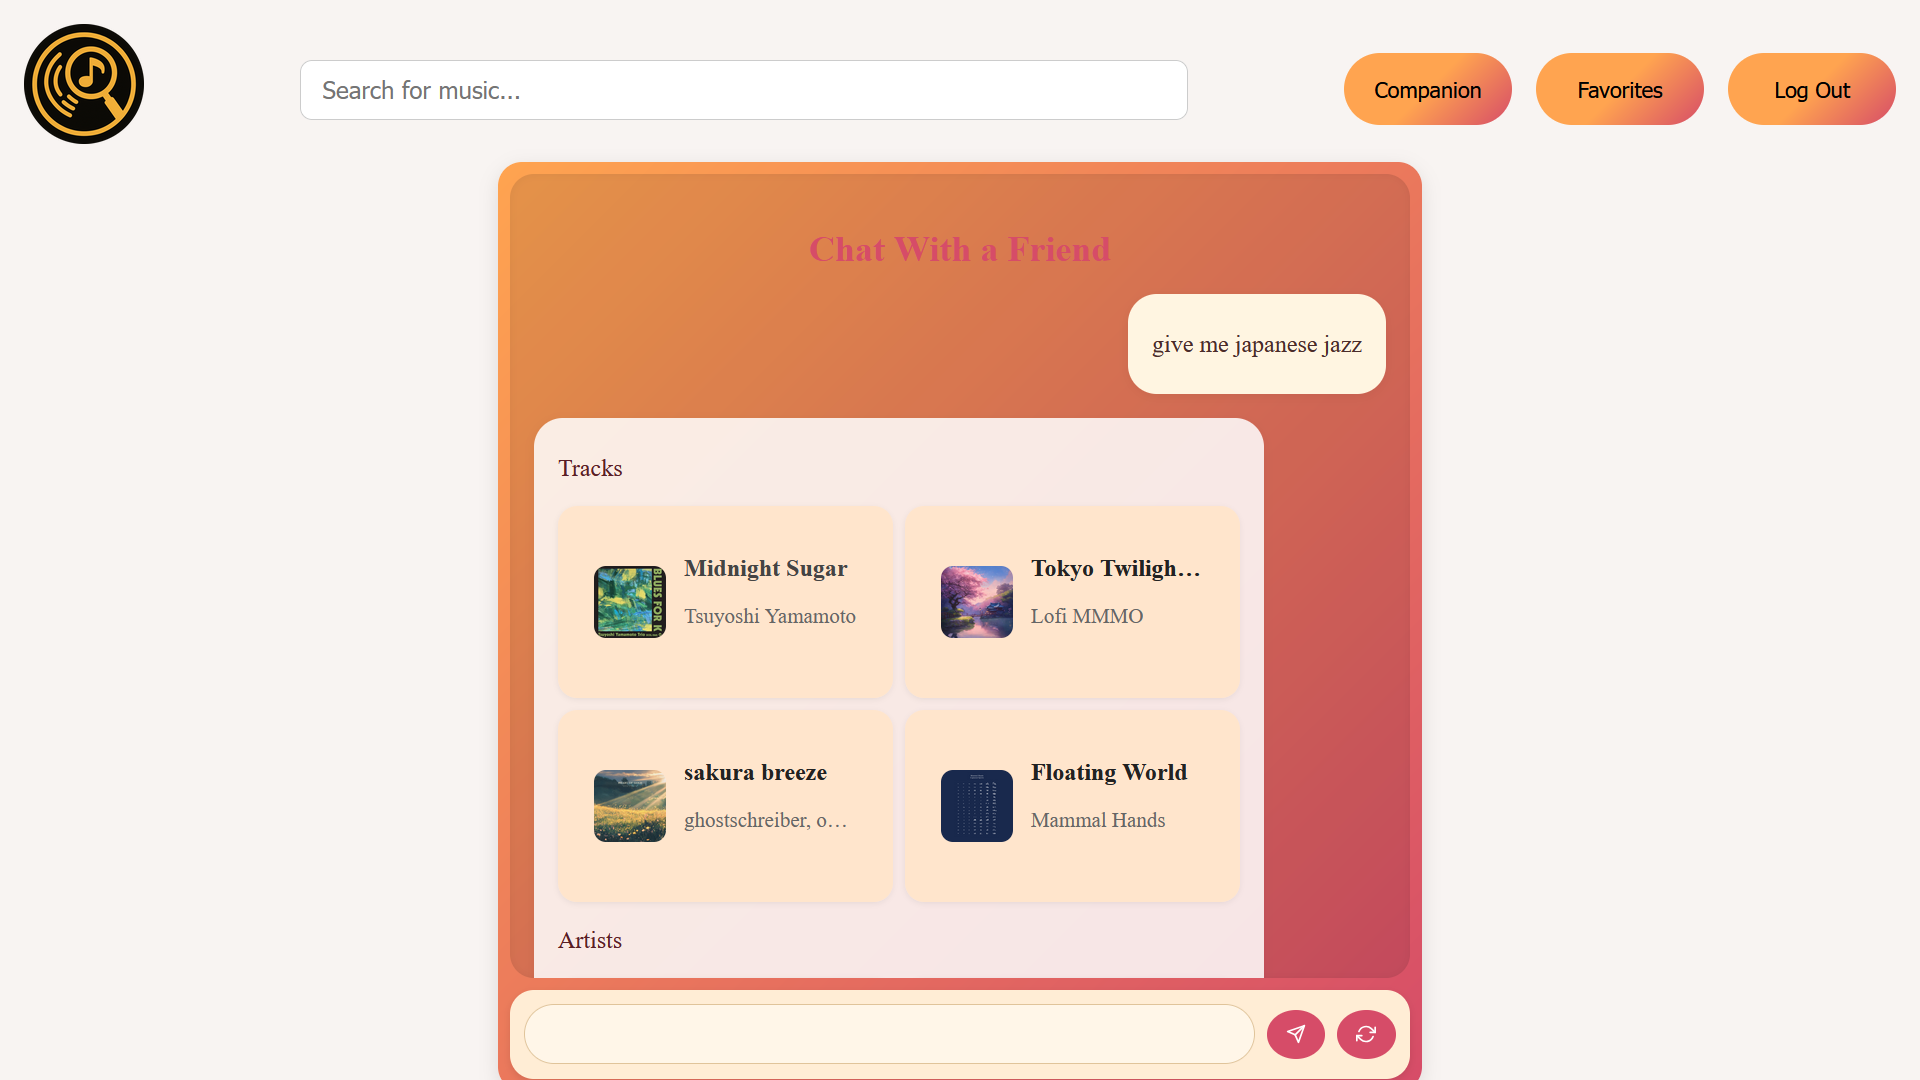 Search for music...
Companion
Favorites
Log Out
Chat With a Friend
give me japanese jazz
Tracks
Midnight Sugar
Tsuyoshi Yamamoto
Tokyo Twiligh...
Lofi MMMO
sakura breeze
ghostschreiber, o...
Floating World
Mammal Hands
Artists